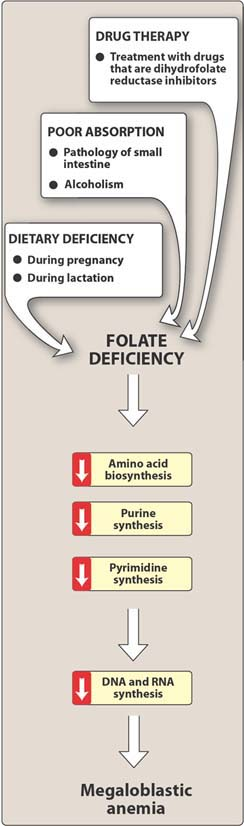 DRUG THERAPY
● Treatment with drugs
that are dihydrofolate
reductase inhibitors
POOR ABSORPTION
● Pathology of small
intestine
● Alcoholism
DIETARY DEFICIENCY
● During pregnancy
● During lactation
FOLATE
DEFICIENCY
Amino acid
biosynthesis
Purine
synthesis
Pyrimidine
synthesis
DNA and RNA
synthesis
Megaloblastic
anemia